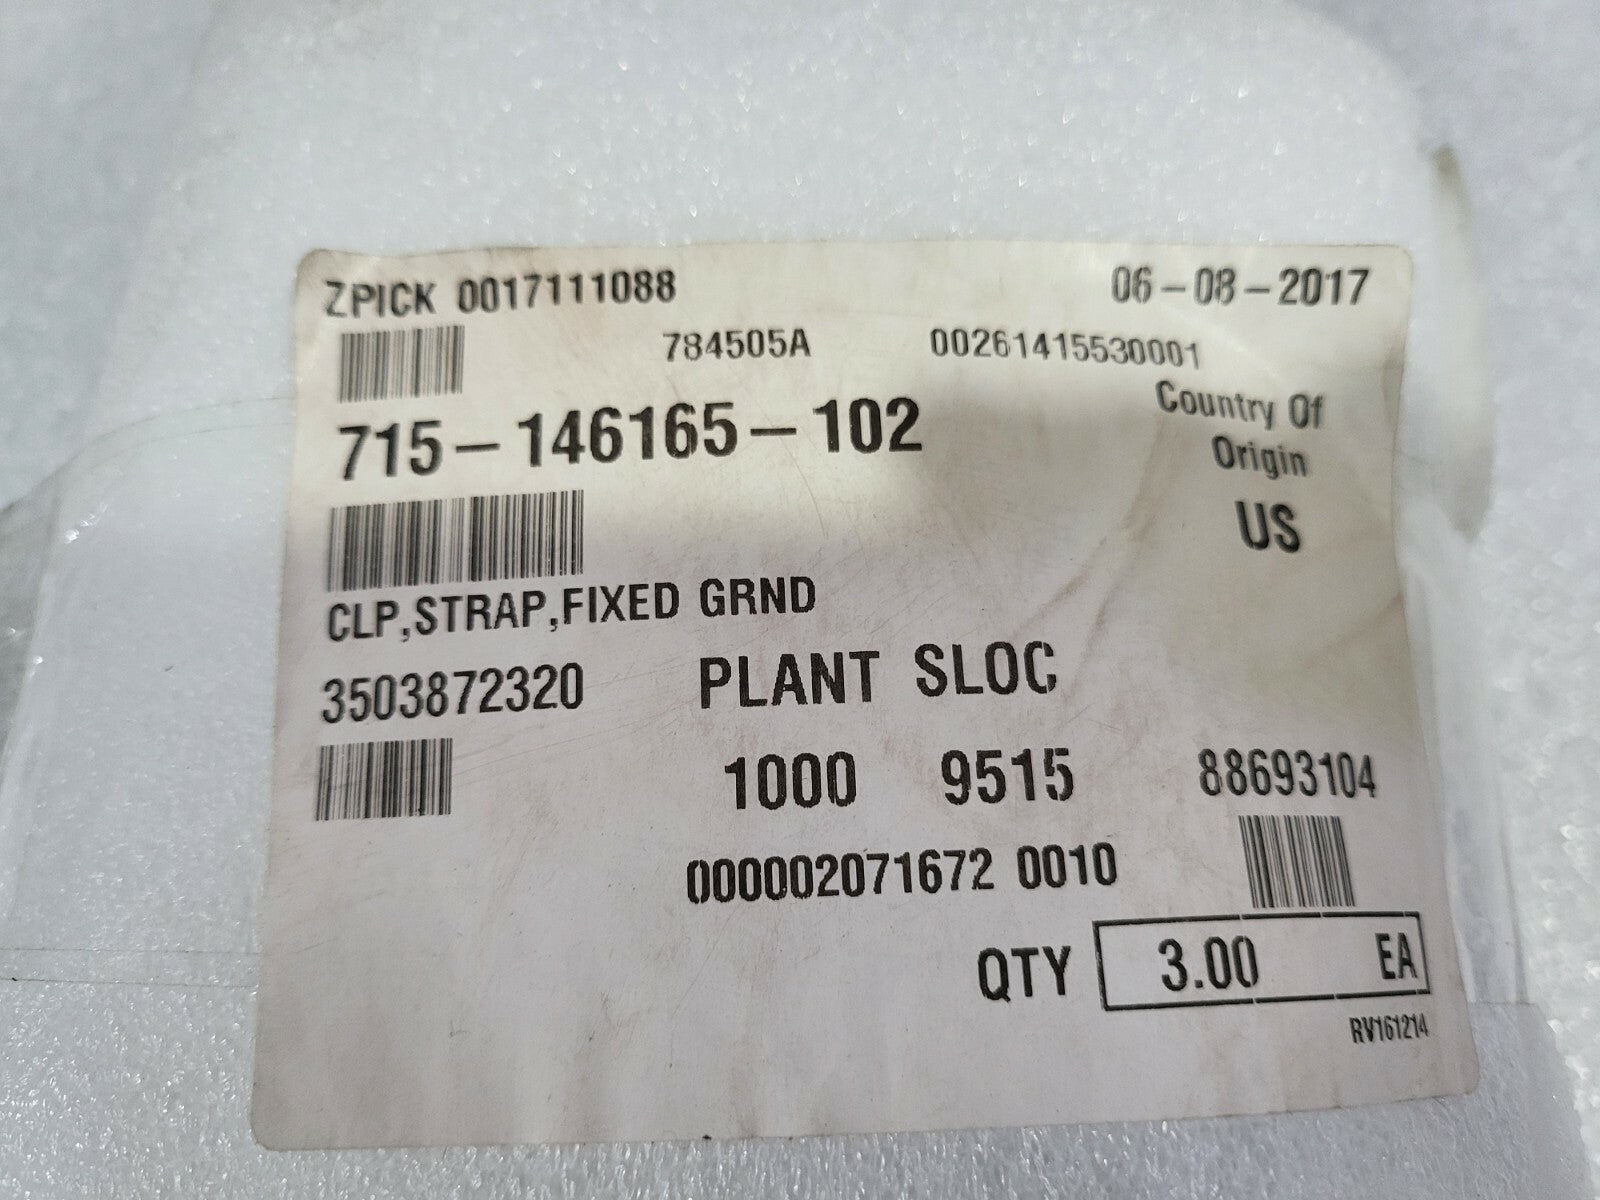 ZPICK 0017111088 06-08-2017
784505A 00261415530001
715-146165-102
Country Of
Origin
US
CLP,STRAP,FIXED GRND
3503872320 PLANT SLOC
1000 9515 88693104
000002071672 0010
QTY 3.00 EA
RV161214